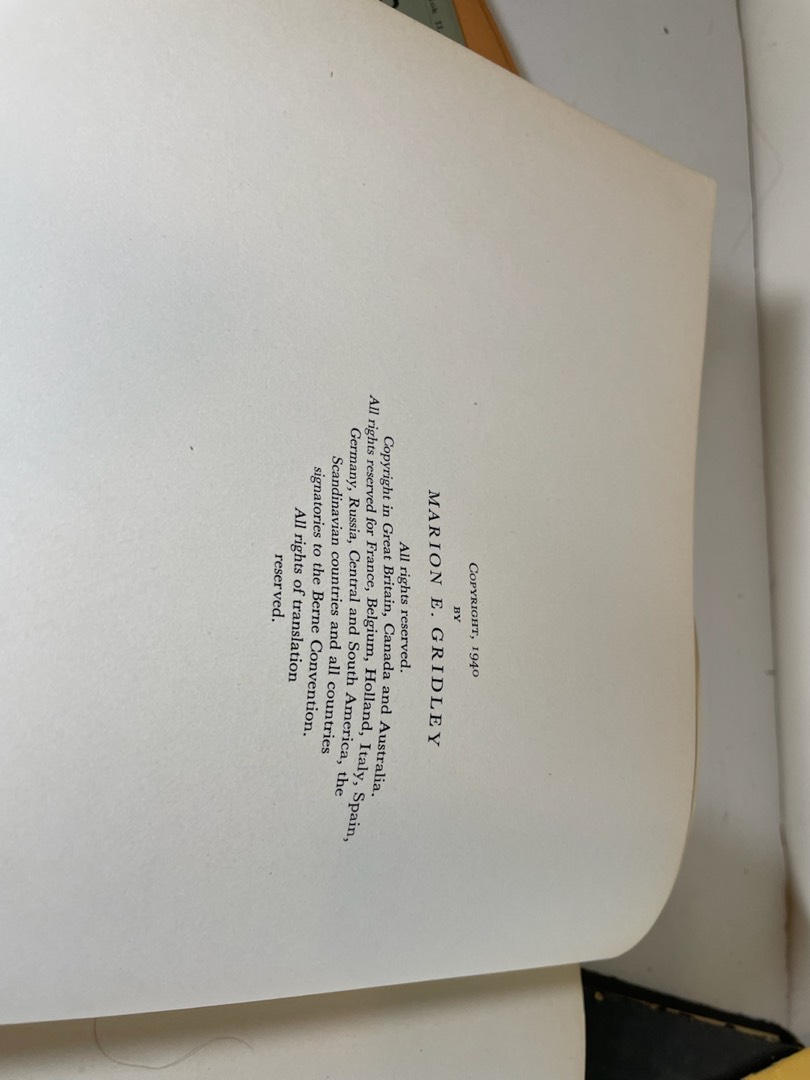 COPYRIGHT, 1940
BY
MARION E. GRIDLEY
All rights reserved.
Copyright in Great Britain, Canada and Australia.
All rights reserved for France, Belgium, Holland, Italy, Spain,
Germany, Russia, Central and South America, the
Scandinavian countries and all countries
signatories to the Berne Convention.
All rights of translation
reserved.